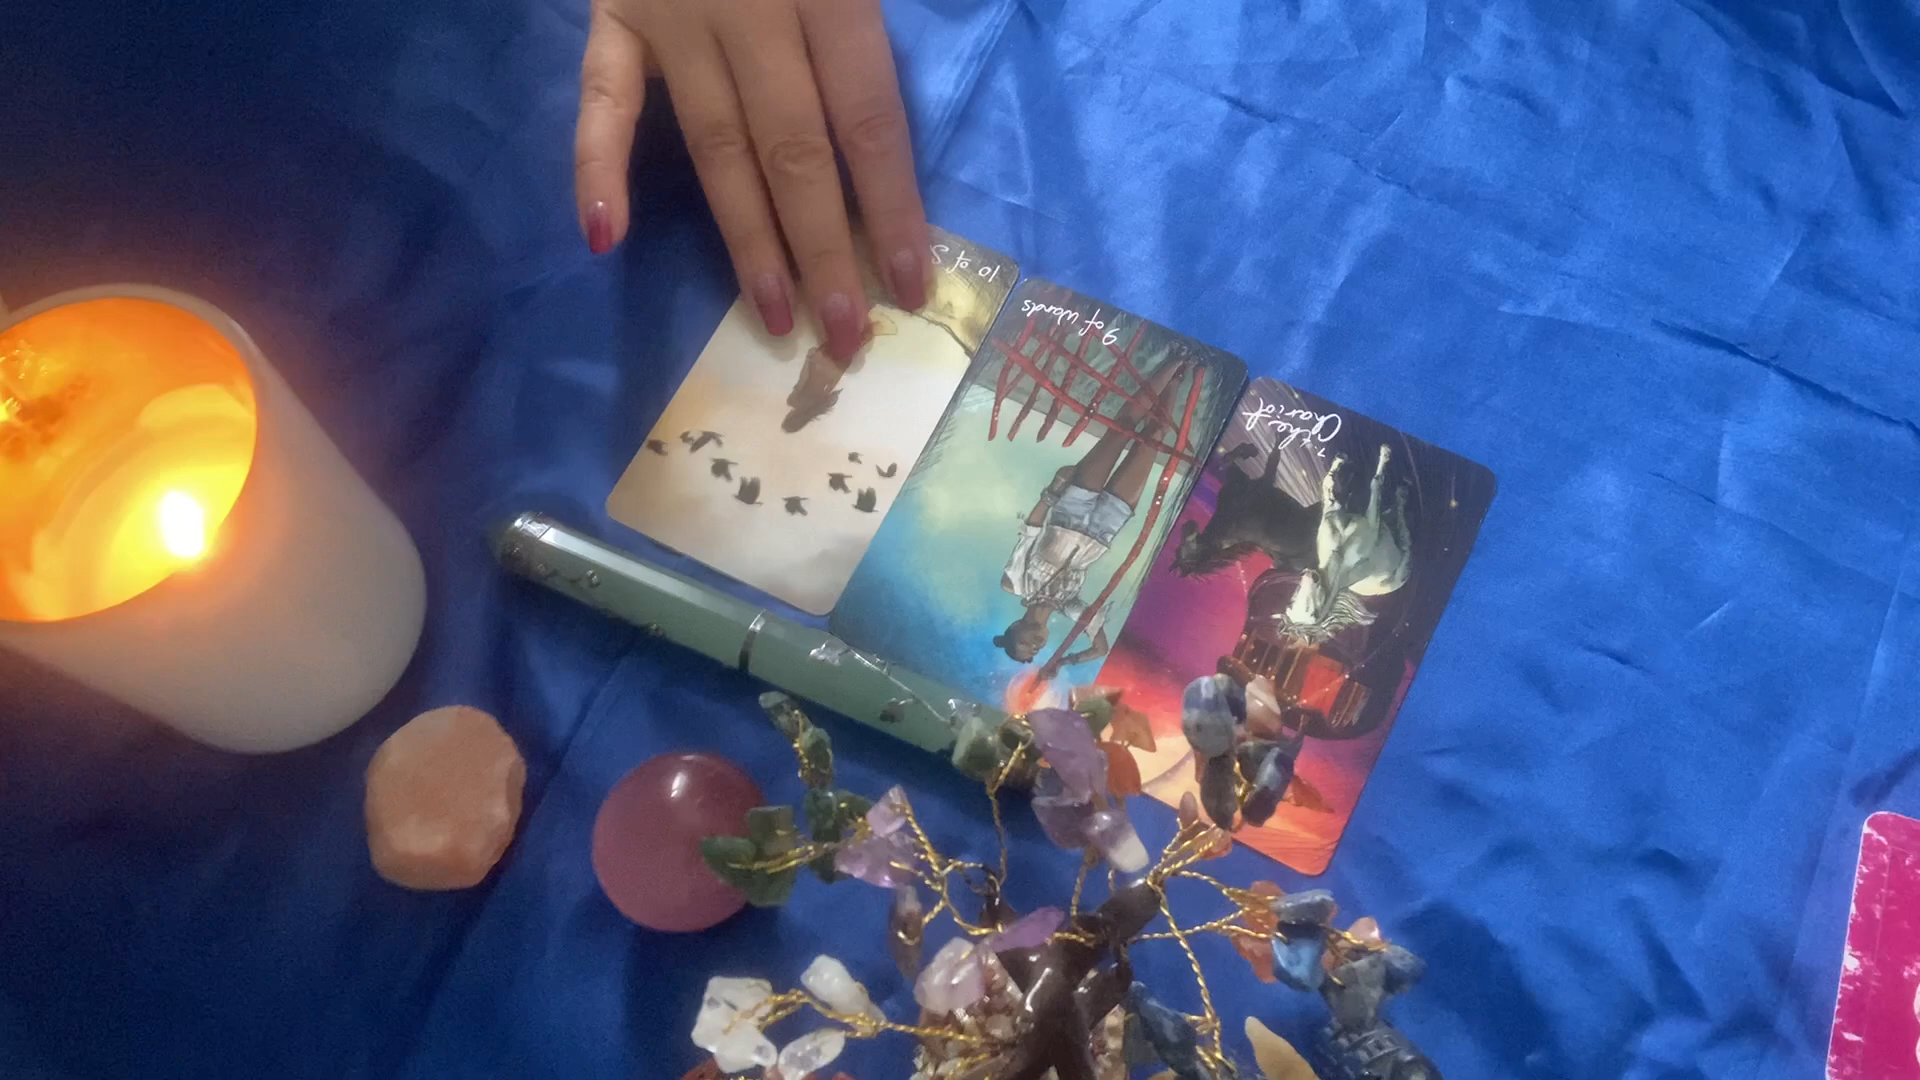 10 of S
9 of Wands
7. the
Chariot